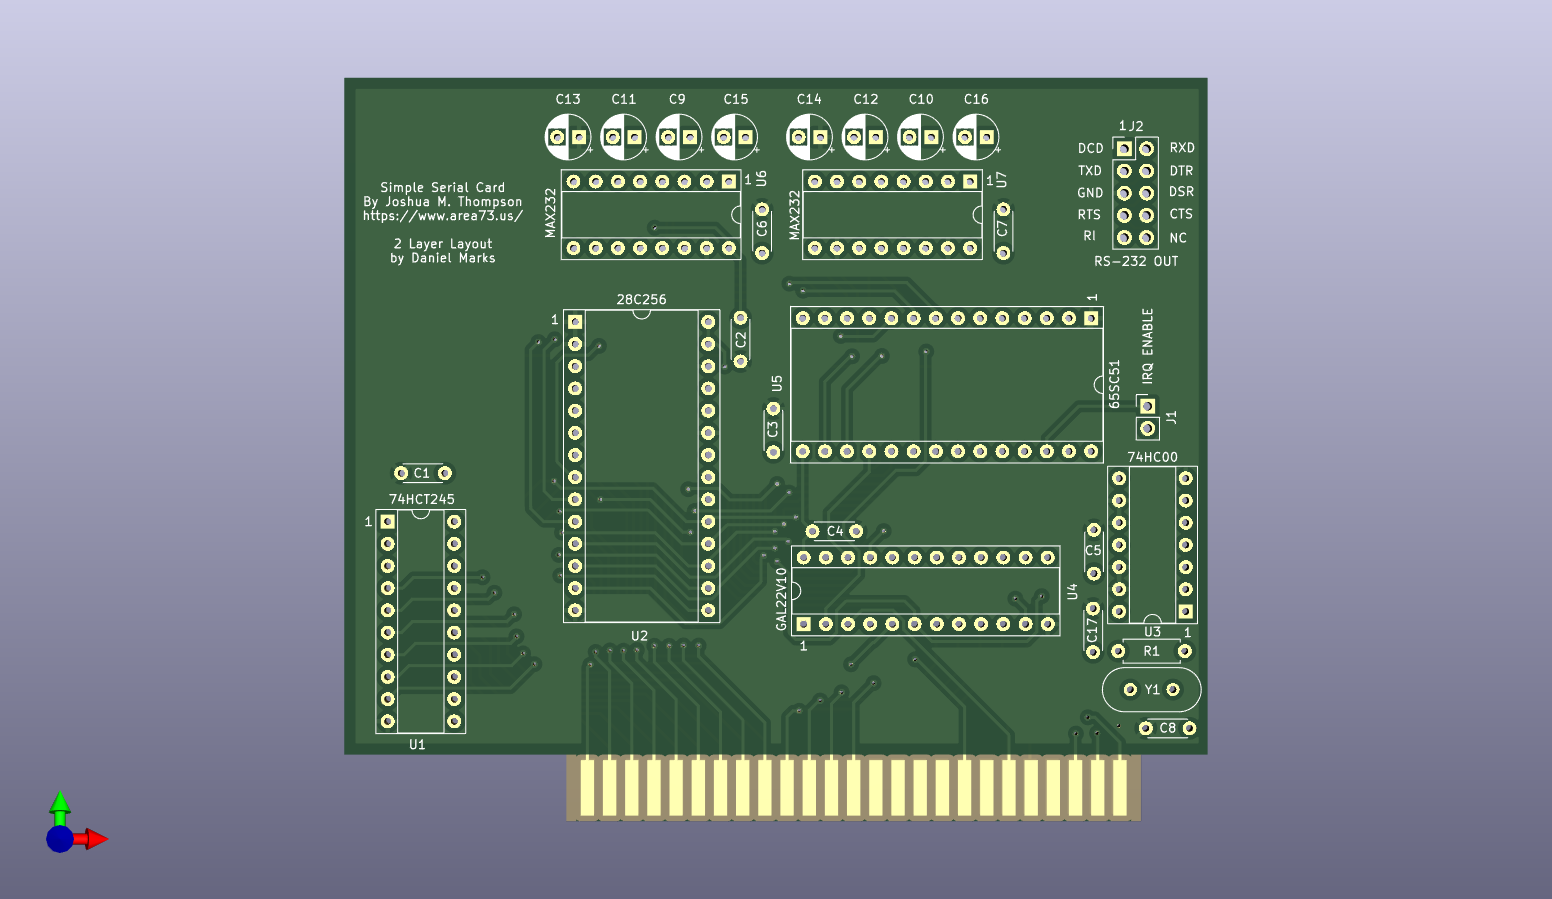 C13 C11 C9 C15 C14 C12 C10 C16
1 J2
DCD RXD
TXD DTR
GND DSR
RTS CTS
RI NC
RS-232 OUT
+ + + + + + + +
Simple Serial Card
By Joshua M. Thompson
https://www.area73.us/
2 Layer Layout
by Daniel Marks
MAX232
1
U6
C6
MAX232
1
U7
C7
28C256
1
C2
U5
C3
1
65SC51
IRQ ENABLE
J1
C1
74HCT245
1
74HC00
C4
C5
GAL22V10
U4
1
C17
U2
U3
1
R1
Y1
C8
U1